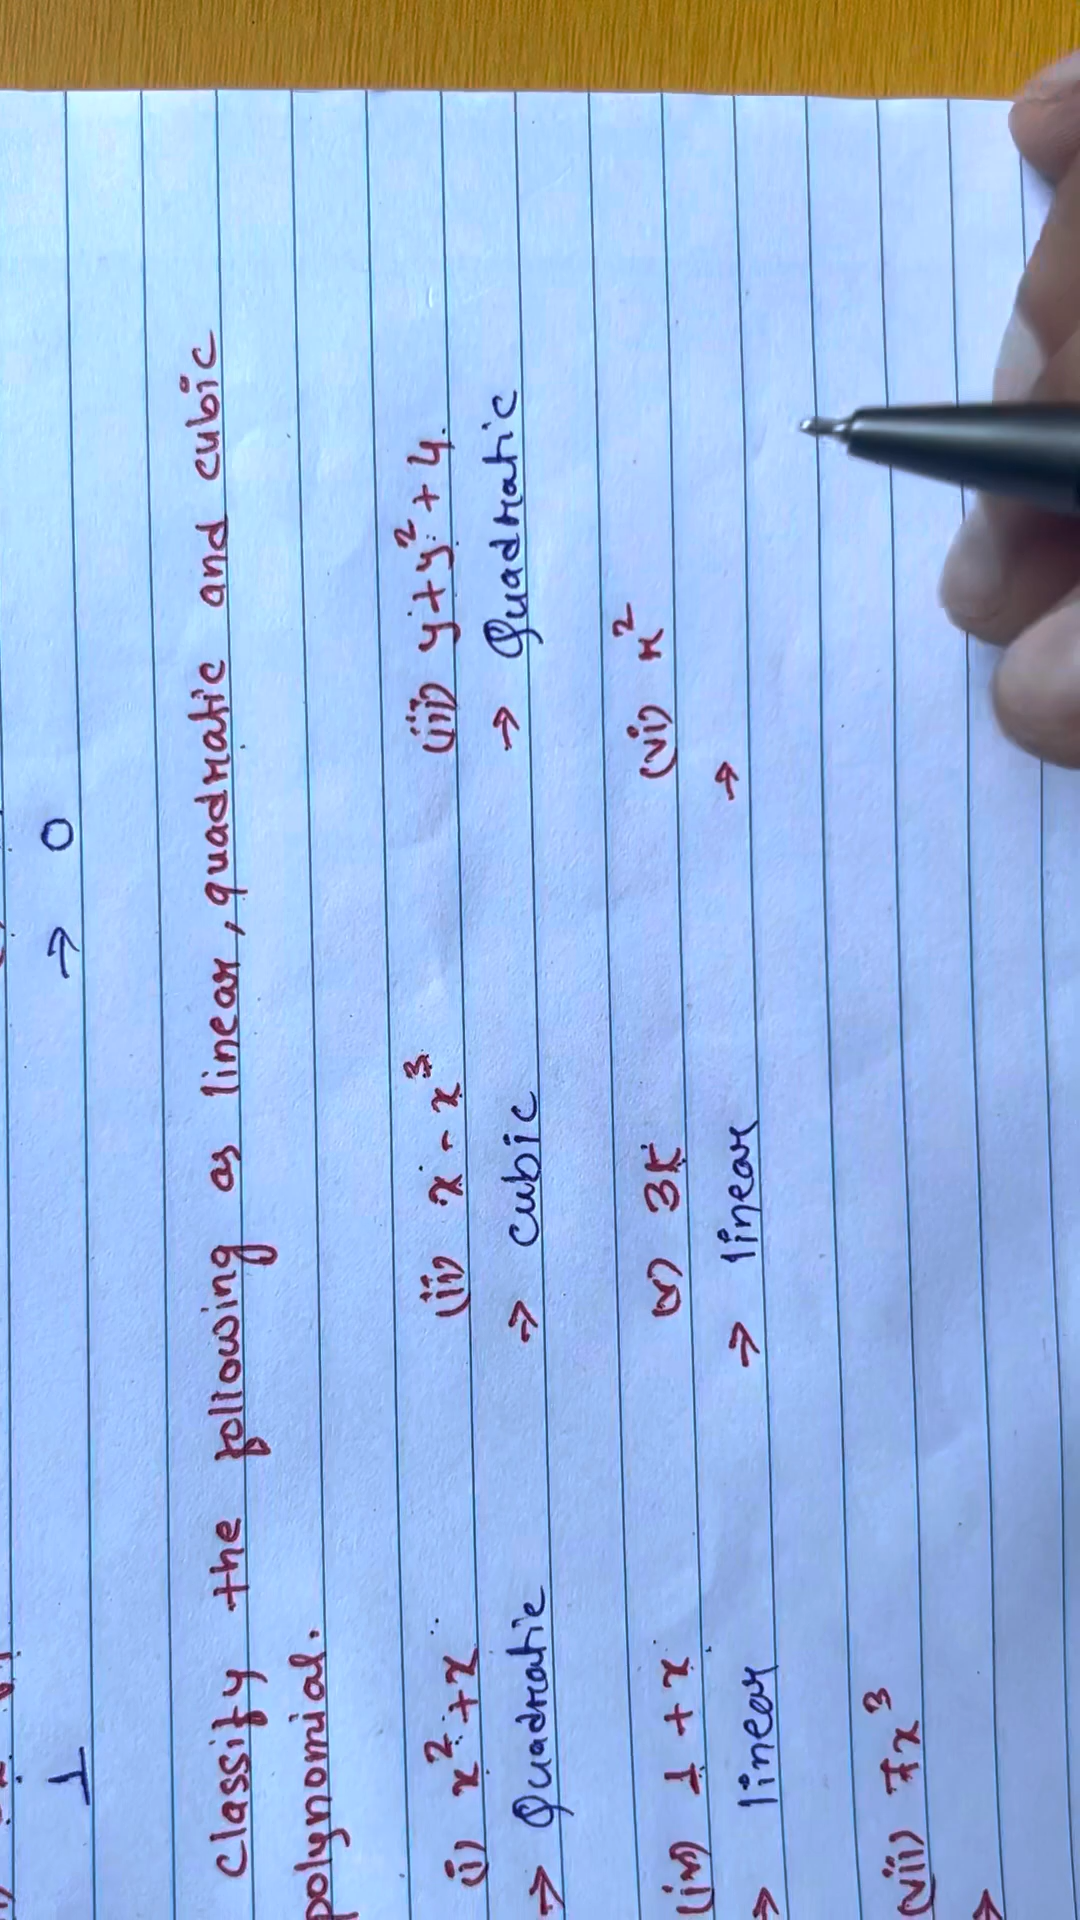 1 → 0
Classify the following as linear, quadratic and cubic
polynomial.
(i) x² + x (ii) x - x³ (iii) y + y² + 4.
→ Quadratic → cubic → Quadratic
(iv) 1 + x (v) 3t (vi) r²
→ linear → linear →
(vii) 7x³
→